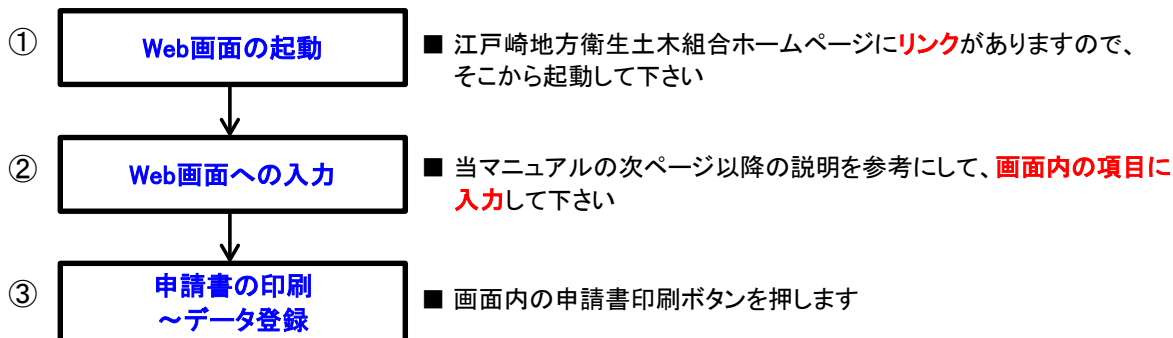 ① Web画面の起動 ■ 江戸崎地方衛生土木組合ホームページにリンクがありますので、
そこから起動して下さい
② Web画面への入力 ■ 当マニュアルの次ページ以降の説明を参考にして、画面内の項目に
入力して下さい
③ 申請書の印刷
～データ登録
■ 画面内の申請書印刷ボタンを押します